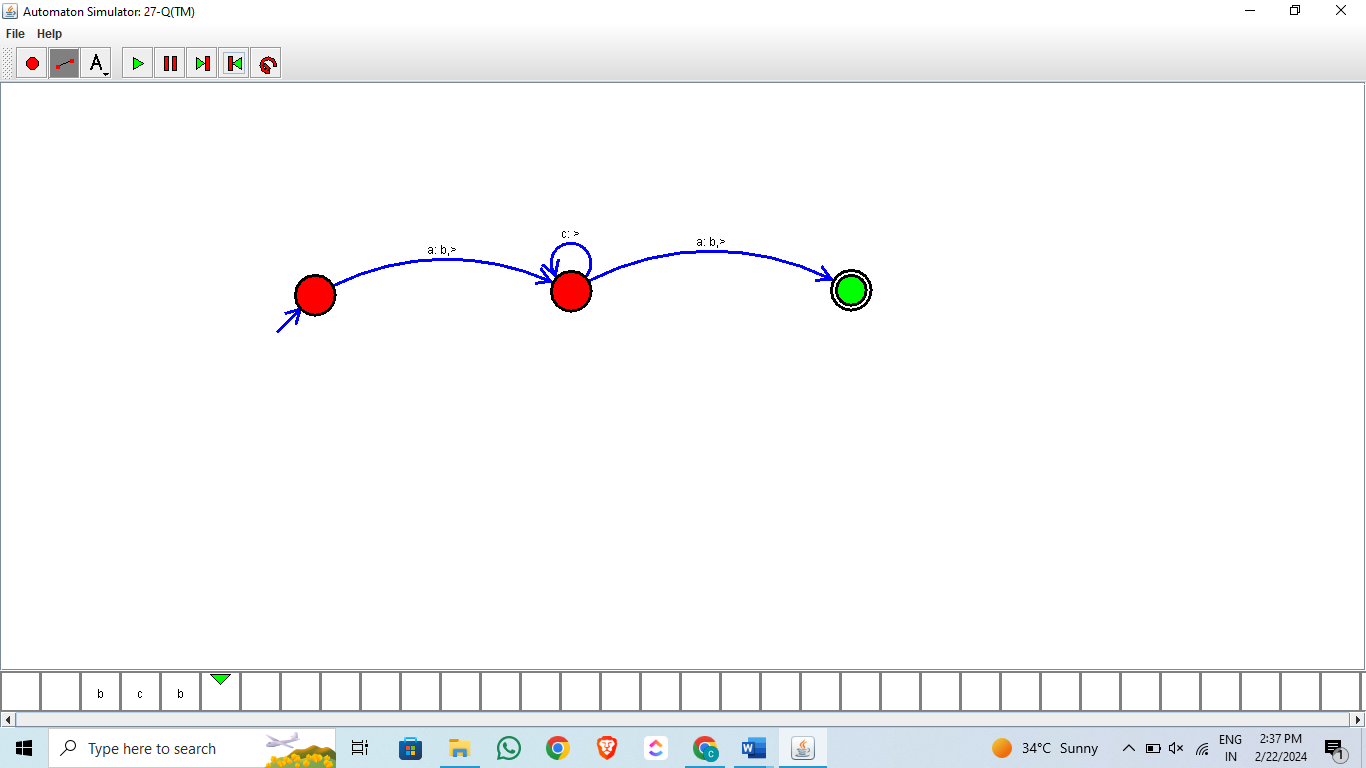 Automaton Simulator: 27-Q(TM)
File Help
A
c: >
a: b,>
a: b,>
b c b
Type here to search
34°C Sunny
ENG
IN
2:37 PM
2/22/2024
1